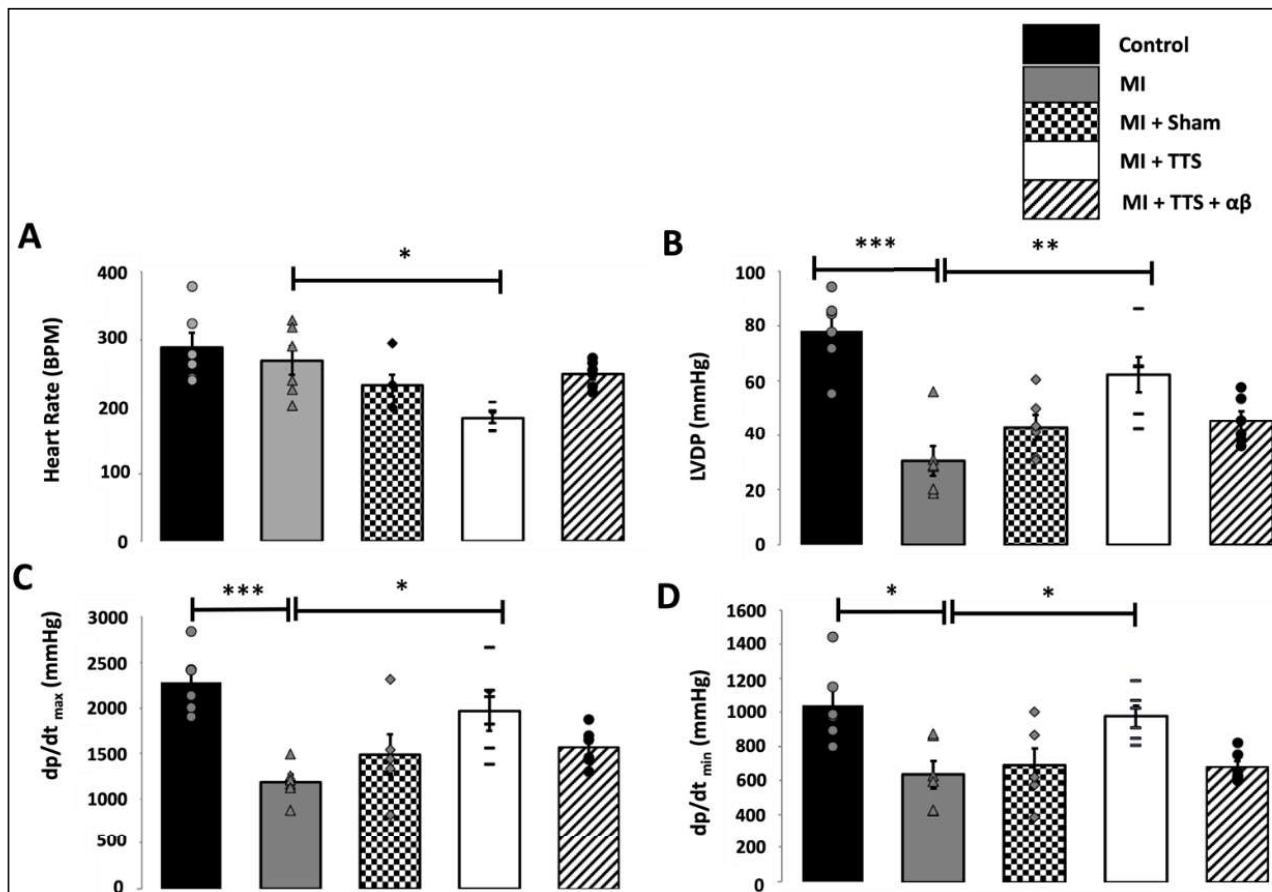 Control
MI
MI + Sham
MI + TTS
MI + TTS + αβ
A
*
400
300
200
100
0
Heart Rate (BPM)
B
***
**
100
80
60
40
20
0
LVDP (mmHg)
C
***
*
3000
2500
2000
1500
1000
500
0
dp/dt max (mmHg)
D
*
*
1600
1400
1200
1000
800
600
400
200
0
dp/dt min (mmHg)